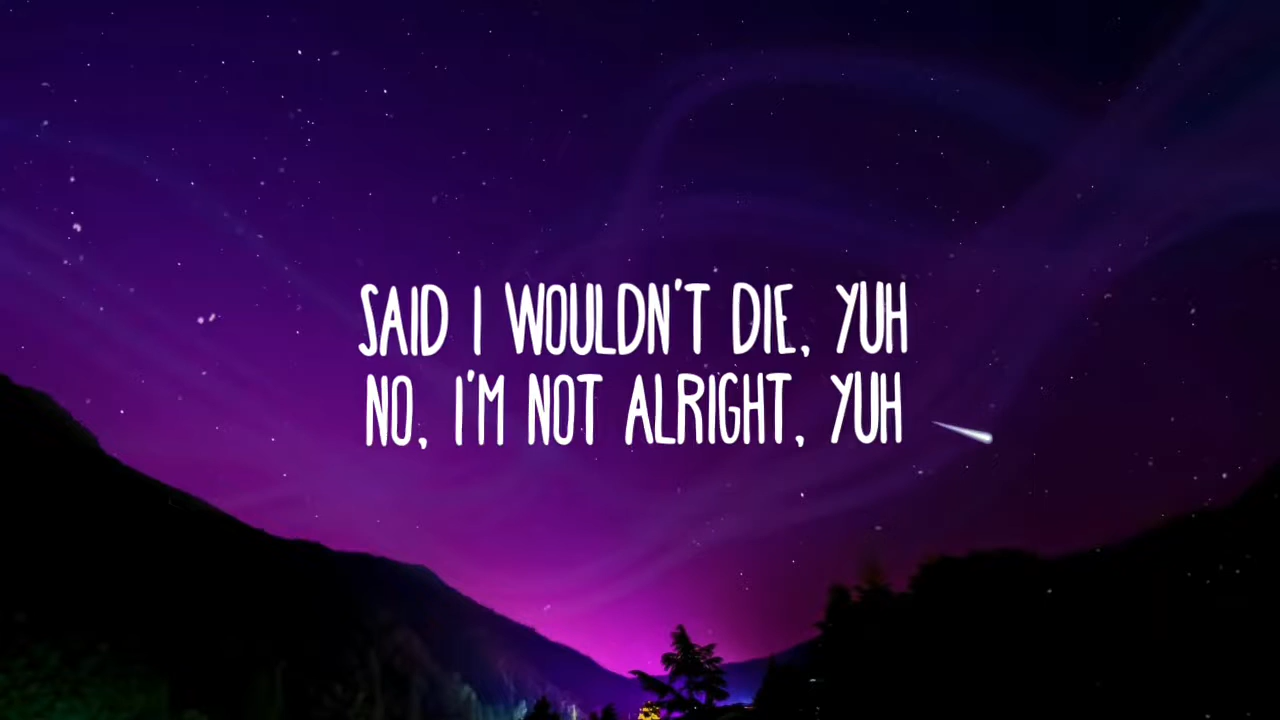 SAID I WOULDN'T DIE, YUH
NO, I'M NOT ALRIGHT, YUH